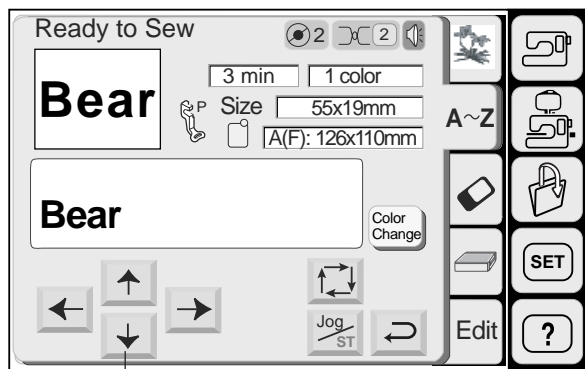 Ready to Sew
2
2
Bear
3 min
1 color
P
Size
55x19mm
A(F): 126x110mm
A~Z
Bear
Color
Change
SET
Jog
ST
Edit
?